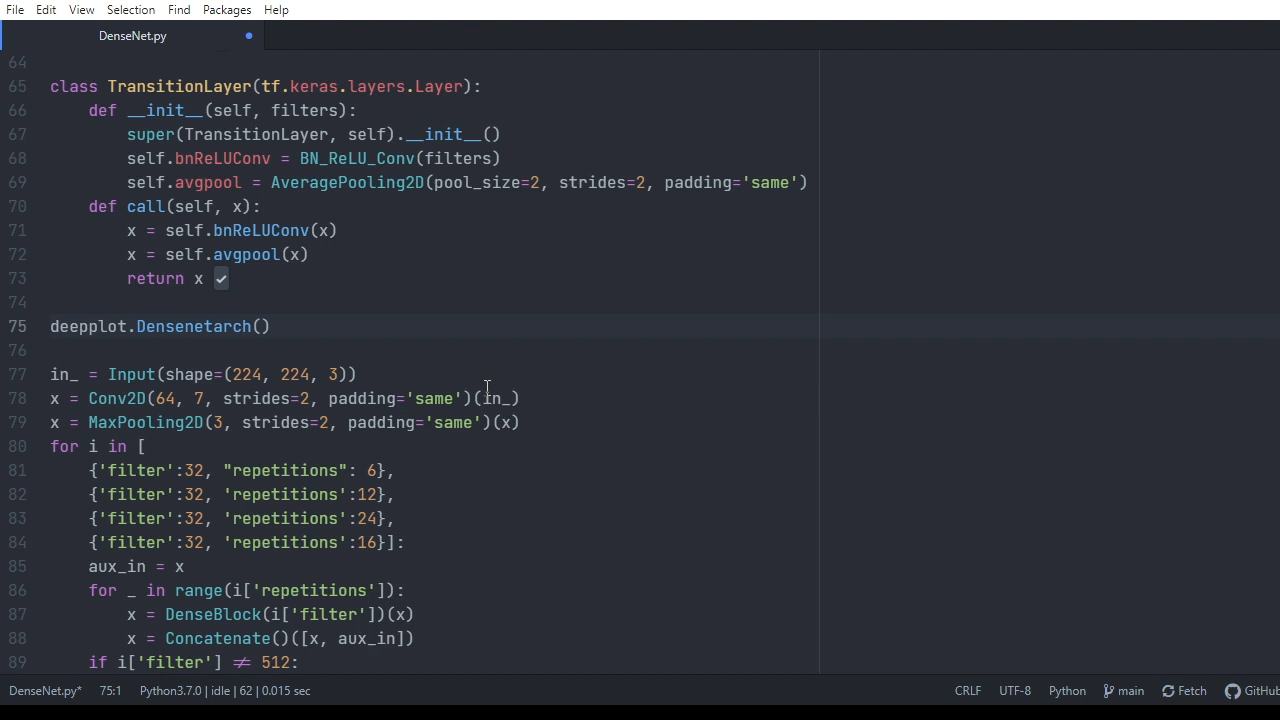 File Edit View Selection Find Packages Help
DenseNet.py
64
65 class TransitionLayer(tf.keras.layers.Layer):
66 def __init__(self, filters):
67 super(TransitionLayer, self).__init__()
68 self.bnReLUConv = BN_ReLU_Conv(filters)
69 self.avgpool = AveragePooling2D(pool_size=2, strides=2, padding='same')
70 def call(self, x):
71 x = self.bnReLUConv(x)
72 x = self.avgpool(x)
73 return x ✓
74
75 deepplot.Densenetarch()
76
77 in_ = Input(shape=(224, 224, 3))
78 x = Conv2D(64, 7, strides=2, padding='same')(in_)
79 x = MaxPooling2D(3, strides=2, padding='same')(x)
80 for i in [
81 {'filter':32, "repetitions": 6},
82 {'filter':32, 'repetitions':12},
83 {'filter':32, 'repetitions':24},
84 {'filter':32, 'repetitions':16}]:
85 aux_in = x
86 for _ in range(i['repetitions']):
87 x = DenseBlock(i['filter'])(x)
88 x = Concatenate()([x, aux_in])
89 if i['filter'] ≠ 512:
DenseNet.py* 75:1 Python3.7.0 | idle | 62 | 0.015 sec CRLF UTF-8 Python main Fetch GitHu